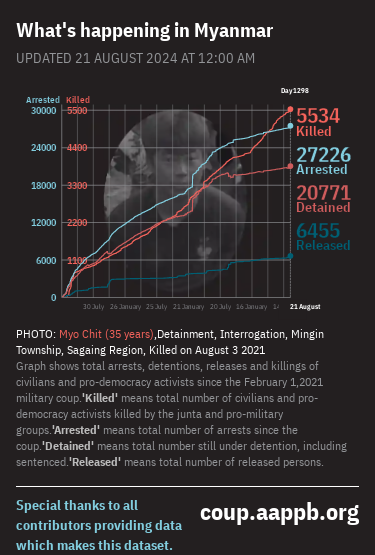 What's happening in Myanmar
UPDATED 21 AUGUST 2024 AT 12:00 AM
Day1298
Arrested Killed
30000 5500
24000 4400
18000 3300
12000 2200
6000 1100
0
5534
Killed
27226
Arrested
20771
Detained
6455
Released
30 July 26 January 25 July 21 January 20 July 16 January 14 21 August
PHOTO: Myo Chit (35 years),Detainment, Interrogation, Mingin
Township, Sagaing Region, Killed on August 3 2021
Graph shows total arrests, detentions, releases and killings of
civilians and pro-democracy activists since the February 1,2021
military coup.'Killed' means total number of civilians and pro-
democracy activists killed by the junta and pro-military
groups.'Arrested' means total number of arrests since the
coup.'Detained' means total number still under detention, including
sentenced.'Released' means total number of released persons.
Special thanks to all
contributors providing data
which makes this dataset.
coup.aappb.org